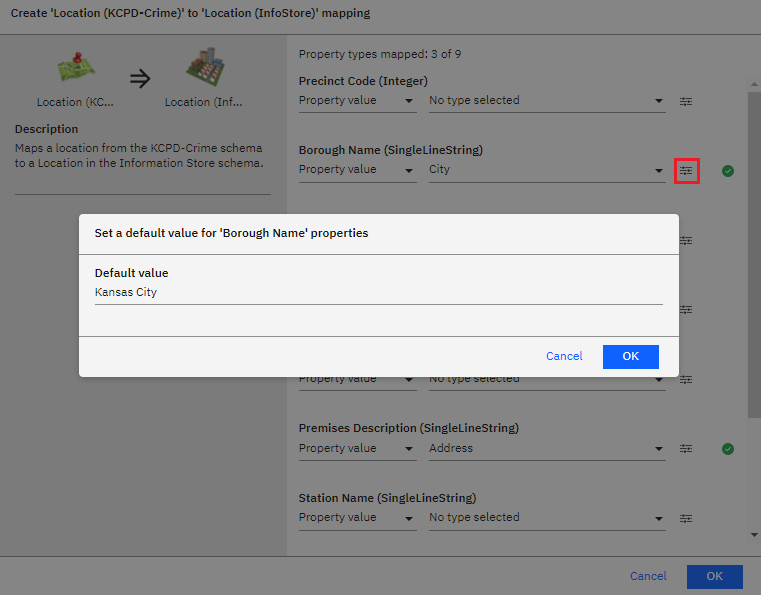 Create 'Location (KCPD-Crime)' to 'Location (InfoStore)' mapping
Location (KC...
Location (Inf...
Description
Maps a location from the KCPD-Crime schema
to a Location in the Information Store schema.
Property types mapped: 3 of 9
Precinct Code (Integer)
Property value No type selected
Borough Name (SingleLineString)
Property value City
Set a default value for 'Borough Name' properties
Default value
Kansas City
Cancel OK
Property value No type selected
Premises Description (SingleLineString)
Property value Address
Station Name (SingleLineString)
Property value No type selected
Cancel OK